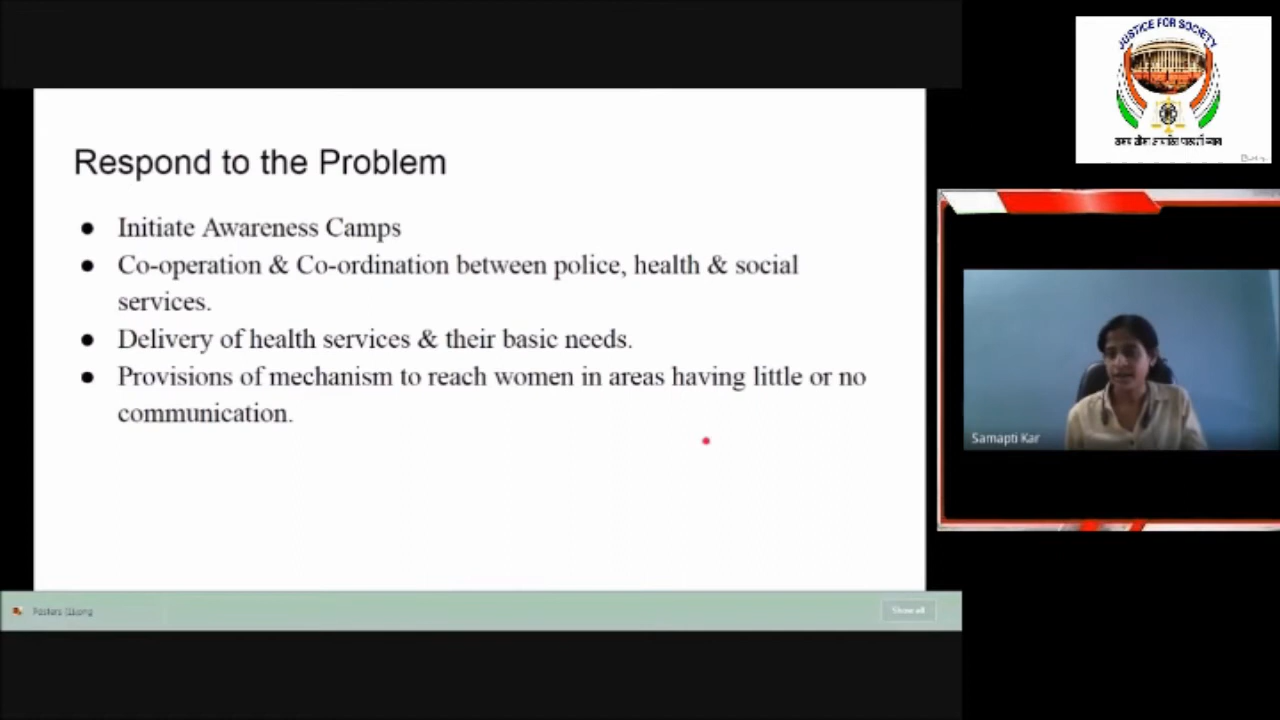 Respond to the Problem
● Initiate Awareness Camps
● Co-operation & Co-ordination between police, health & social
services.
● Delivery of health services & their basic needs.
● Provisions of mechanism to reach women in areas having little or no
communication.
JUSTICE FOR SOCIETY
Samapti Kar
Show all